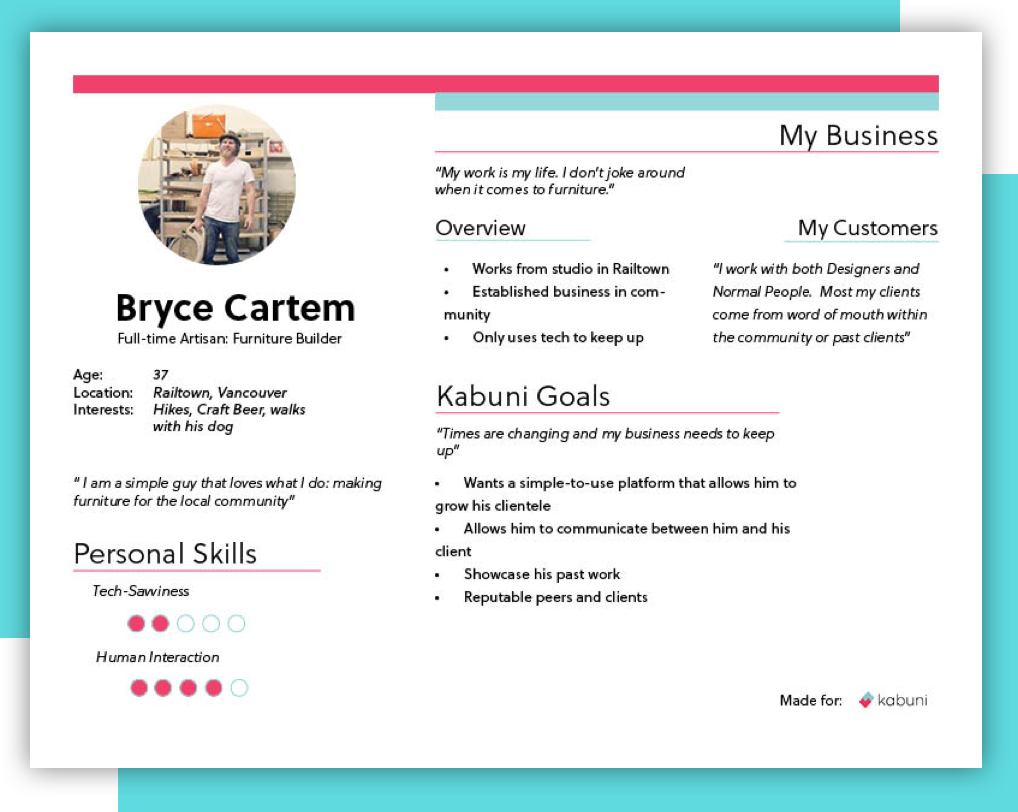 Bryce Cartem
Full-time Artisan: Furniture Builder
Age: 37
Location: Railtown, Vancouver
Interests: Hikes, Craft Beer, walks
with his dog
“ I am a simple guy that loves what I do: making
furniture for the local community”
Personal Skills
Tech-Savviness
Human Interaction
My Business
“My work is my life. I don’t joke around
when it comes to furniture.”
Overview
• Works from studio in Railtown
• Established business in com-
munity
• Only uses tech to keep up
My Customers
“I work with both Designers and
Normal People. Most my clients
come from word of mouth within
the community or past clients”
Kabuni Goals
“Times are changing and my business needs to keep
up”
• Wants a simple-to-use platform that allows him to
grow his clientele
• Allows him to communicate between him and his
client
• Showcase his past work
• Reputable peers and clients
Made for: kabuni